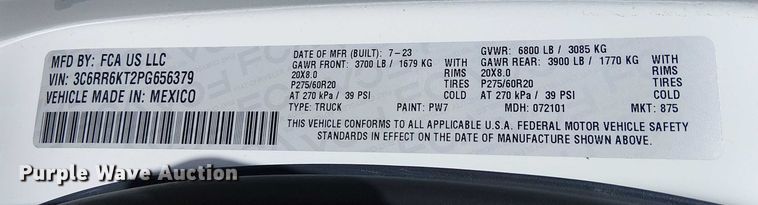 MFD BY: FCA US LLC
VIN: 3C6RR6KT2PG656379
VEHICLE MADE IN: MEXICO
DATE OF MFR (BUILT): 7-23 GVWR: 6800 LB / 3085 KG
GAWR FRONT: 3700 LB / 1679 KG WITH GAWR REAR: 3900 LB / 1770 KG WITH
20X8.0 RIMS 20X8.0 RIMS
P275/60R20 TIRES P275/60R20 TIRES
AT 270 kPa / 39 PSI COLD AT 270 kPa / 39 PSI COLD
TYPE: TRUCK PAINT: PW7 MDH: 072101 MKT: 875
THIS VEHICLE CONFORMS TO ALL APPLICABLE U.S.A. FEDERAL MOTOR VEHICLE SAFETY
STANDARDS IN EFFECT ON THE DATE OF MANUFACTURE SHOWN ABOVE.
Purple Wave Auction